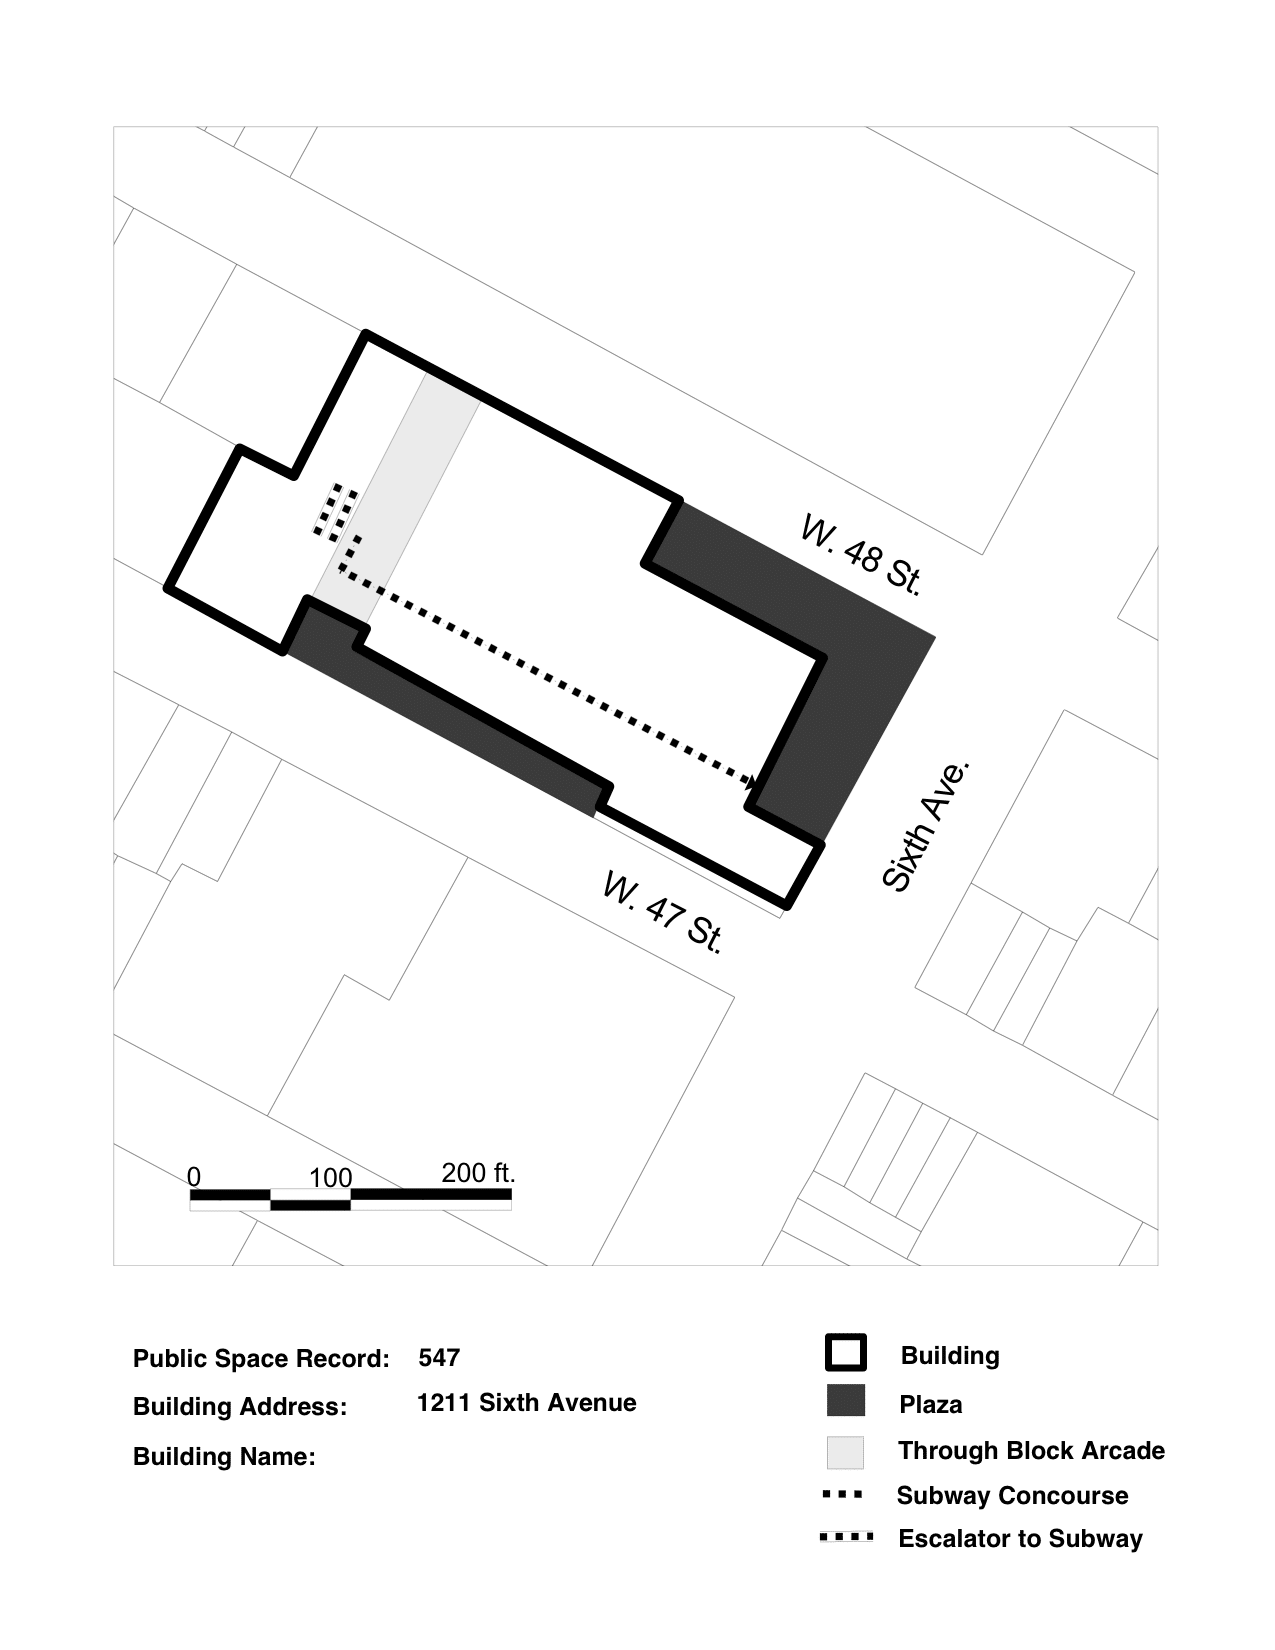 W. 48 St.
Sixth Ave.
W. 47 St.
0 100 200 ft.
Public Space Record: 547
Building Address: 1211 Sixth Avenue
Building Name:
Building
Plaza
Through Block Arcade
Subway Concourse
Escalator to Subway